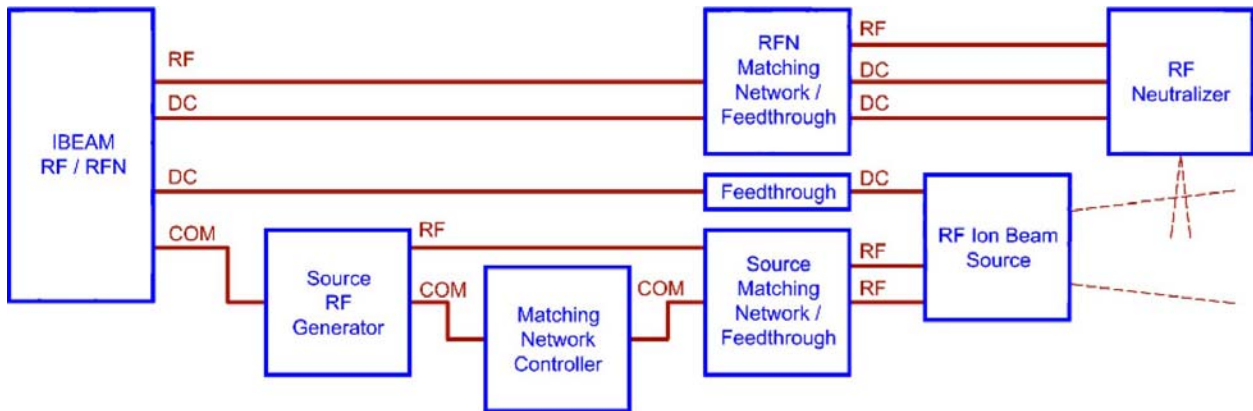 IBEAM
RF / RFN
RF
DC
DC
COM
RFN
Matching
Network /
Feedthrough
RF
DC
DC
RF
Neutralizer
Feedthrough
DC
RF Ion Beam
Source
Source
RF
Generator
RF
COM
Matching
Network
Controller
COM
Source
Matching
Network /
Feedthrough
RF
RF